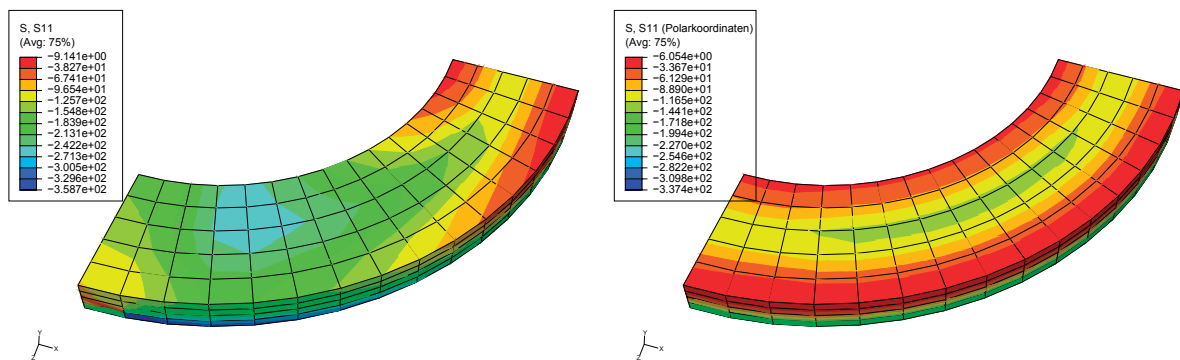 S, S11
(Avg: 75%)
−9.141e+00
−3.827e+01
−6.741e+01
−9.654e+01
−1.257e+02
−1.548e+02
−1.839e+02
−2.131e+02
−2.422e+02
−2.713e+02
−3.005e+02
−3.296e+02
−3.587e+02
Y
X
Z
S, S11 (Polarkoordinaten)
(Avg: 75%)
−6.054e+00
−3.367e+01
−6.129e+01
−8.890e+01
−1.165e+02
−1.441e+02
−1.718e+02
−1.994e+02
−2.270e+02
−2.546e+02
−2.822e+02
−3.098e+02
−3.374e+02
Y
X
Z